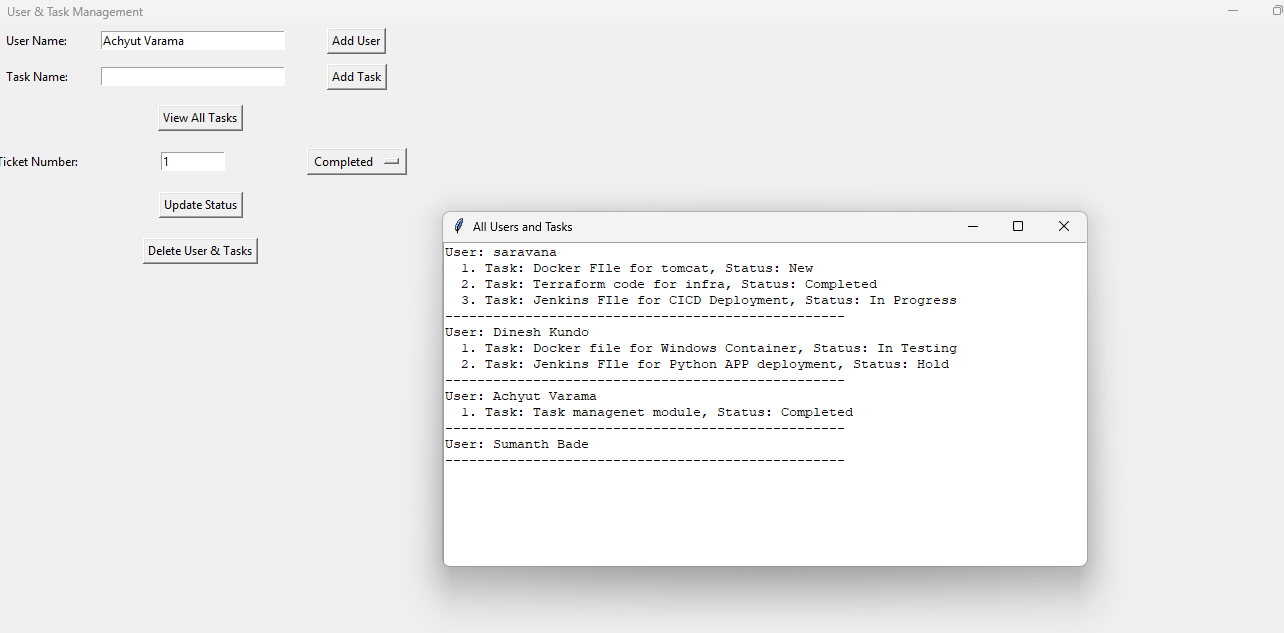 User & Task Management
User Name: Achyut Varama Add User
Task Name: Add Task
View All Tasks
Ticket Number: 1 Completed
Update Status
Delete User & Tasks
All Users and Tasks
User: saravana
1. Task: Docker FIle for tomcat, Status: New
2. Task: Terraform code for infra, Status: Completed
3. Task: Jenkins FIle for CICD Deployment, Status: In Progress
--------------------------------------------------
User: Dinesh Kundo
1. Task: Docker file for Windows Container, Status: In Testing
2. Task: Jenkins FIle for Python APP deployment, Status: Hold
--------------------------------------------------
User: Achyut Varama
1. Task: Task managenet module, Status: Completed
--------------------------------------------------
User: Sumanth Bade
--------------------------------------------------